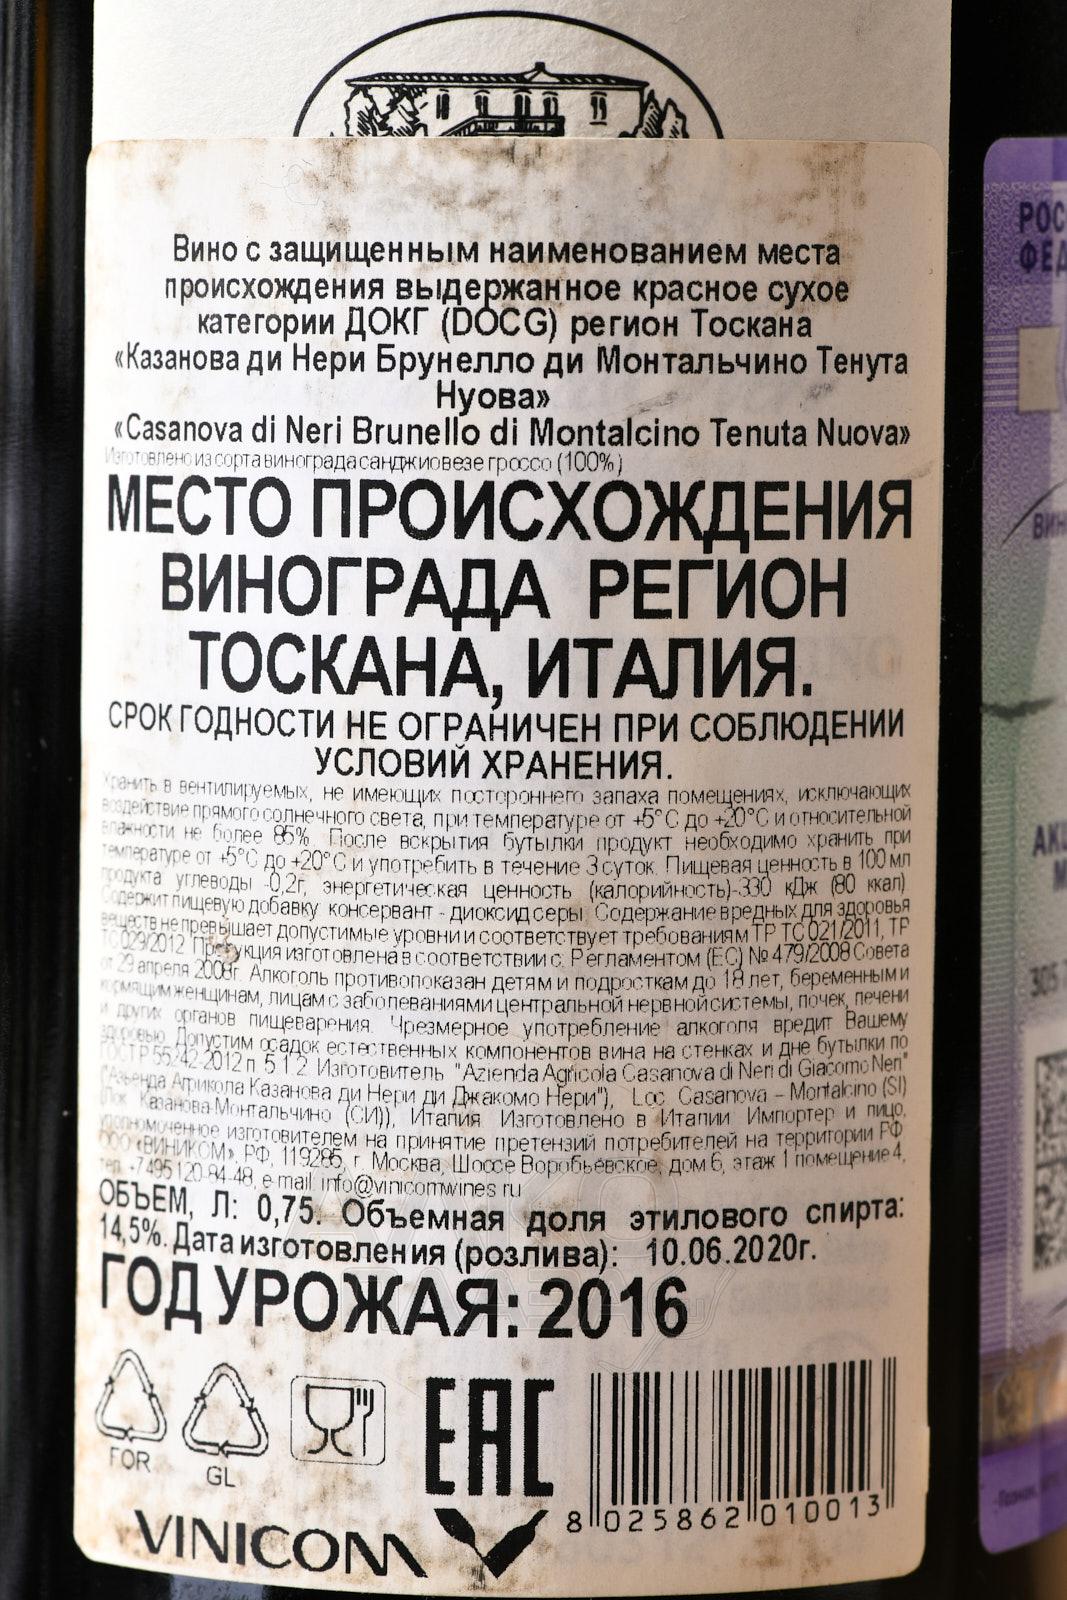 Вино с защищенным наименованием места
происхождения выдержанное красное сухое
категории ДОКГ (DOCG) регион Тоскана
«Казанова ди Нери Брунелло ди Монтальчино Тенута
Нуова»
«Casanova di Neri Brunello di Montalcino Tenuta Nuova»
Изготовлено из сорта винограда санджиовезе гроссо (100%)
МЕСТО ПРОИСХОЖДЕНИЯ
ВИНОГРАДА РЕГИОН
ТОСКАНА, ИТАЛИЯ.
СРОК ГОДНОСТИ НЕ ОГРАНИЧЕН ПРИ СОБЛЮДЕНИИ
УСЛОВИЙ ХРАНЕНИЯ.
Хранить в вентилируемых, не имеющих постороннего запаха помещениях, исключающих
воздействие прямого солнечного света, при температуре от +5°C до +20°C и относительной
влажности не более 85%. После вскрытия бутылки продукт необходимо хранить при
температуре от +5°C до +20°C и употребить в течение 3 суток. Пищевая ценность в 100 мл
продукта углеводы -0,2г, энергетическая ценность (калорийность)-330 кДж (80 ккал)
Содержит пищевую добавку консервант - диоксид серы. Содержание вредных для здоровья
веществ не превышает допустимые уровни и соответствует требованиям ТР ТС 021/2011, ТР
ТС 029/2012. Продукция изготовлена в соответствии с Регламентом (ЕС) № 479/2008 Совета
от 29 апреля 2008г. Алкоголь противопоказан детям и подросткам до 18 лет, беременным и
кормящим женщинам, лицам с заболеваниями центральной нервной системы, почек, печени
и других органов пищеварения. Чрезмерное употребление алкоголя вредит Вашему
здоровью. Допустим осадок естественных компонентов вина на стенках и дне бутылки по
ГОСТ Р 55242-2012 п. 5.1.2. Изготовитель "Azienda Agricola Casanova di Neri di Giacomo Neri"
("Азьенда Агрикола Казанова ди Нери ди Джакомо Нери"), Loc. Casanova – Montalcino (SI)
(Лок. Казанова-Монтальчино (СИ)), Италия Изготовлено в Италии Импортер и лицо,
уполномоченное изготовителем на принятие претензий потребителей на территории РФ
ООО «ВИНИКОМ», РФ, 119285, г. Москва, Шоссе Воробьевское, дом 6, этаж 1 помещение 4,
тел. +7 495 120-94-48, e-mail: info@vinicomwines.ru
ОБЪЕМ, Л: 0,75. Объемная доля этилового спирта:
14,5%. Дата изготовления (розлива): 10.06.2020г.
ГОД УРОЖАЯ: 2016
FOR
GL
EAC
8 025862 010013
VINICOM
РОС
ФЕД
ВИН
АКЦ
М
305